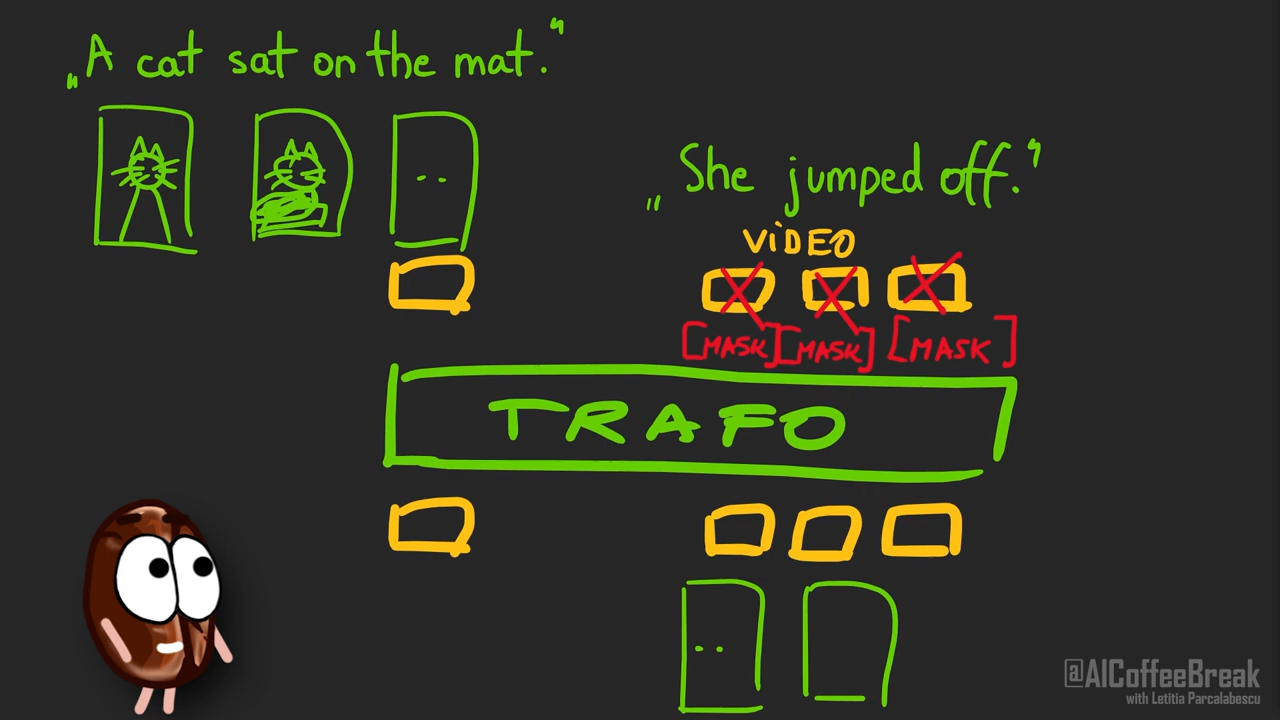 „A cat sat on the mat.“
„She jumped off.“
ViDEO
[MASK] [MASK] [MASK]
TRAFO
@AICoffeeBreak
with Letitia Parcalabescu